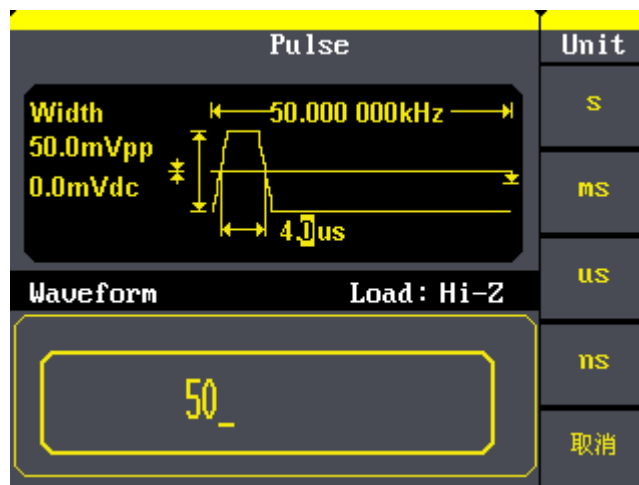 Pulse
Unit
Width
50.000 000kHz
50.0mVpp
0.0mVdc
4.0us
Waveform
Load: Hi-Z
50_
s
ms
us
ns
取消